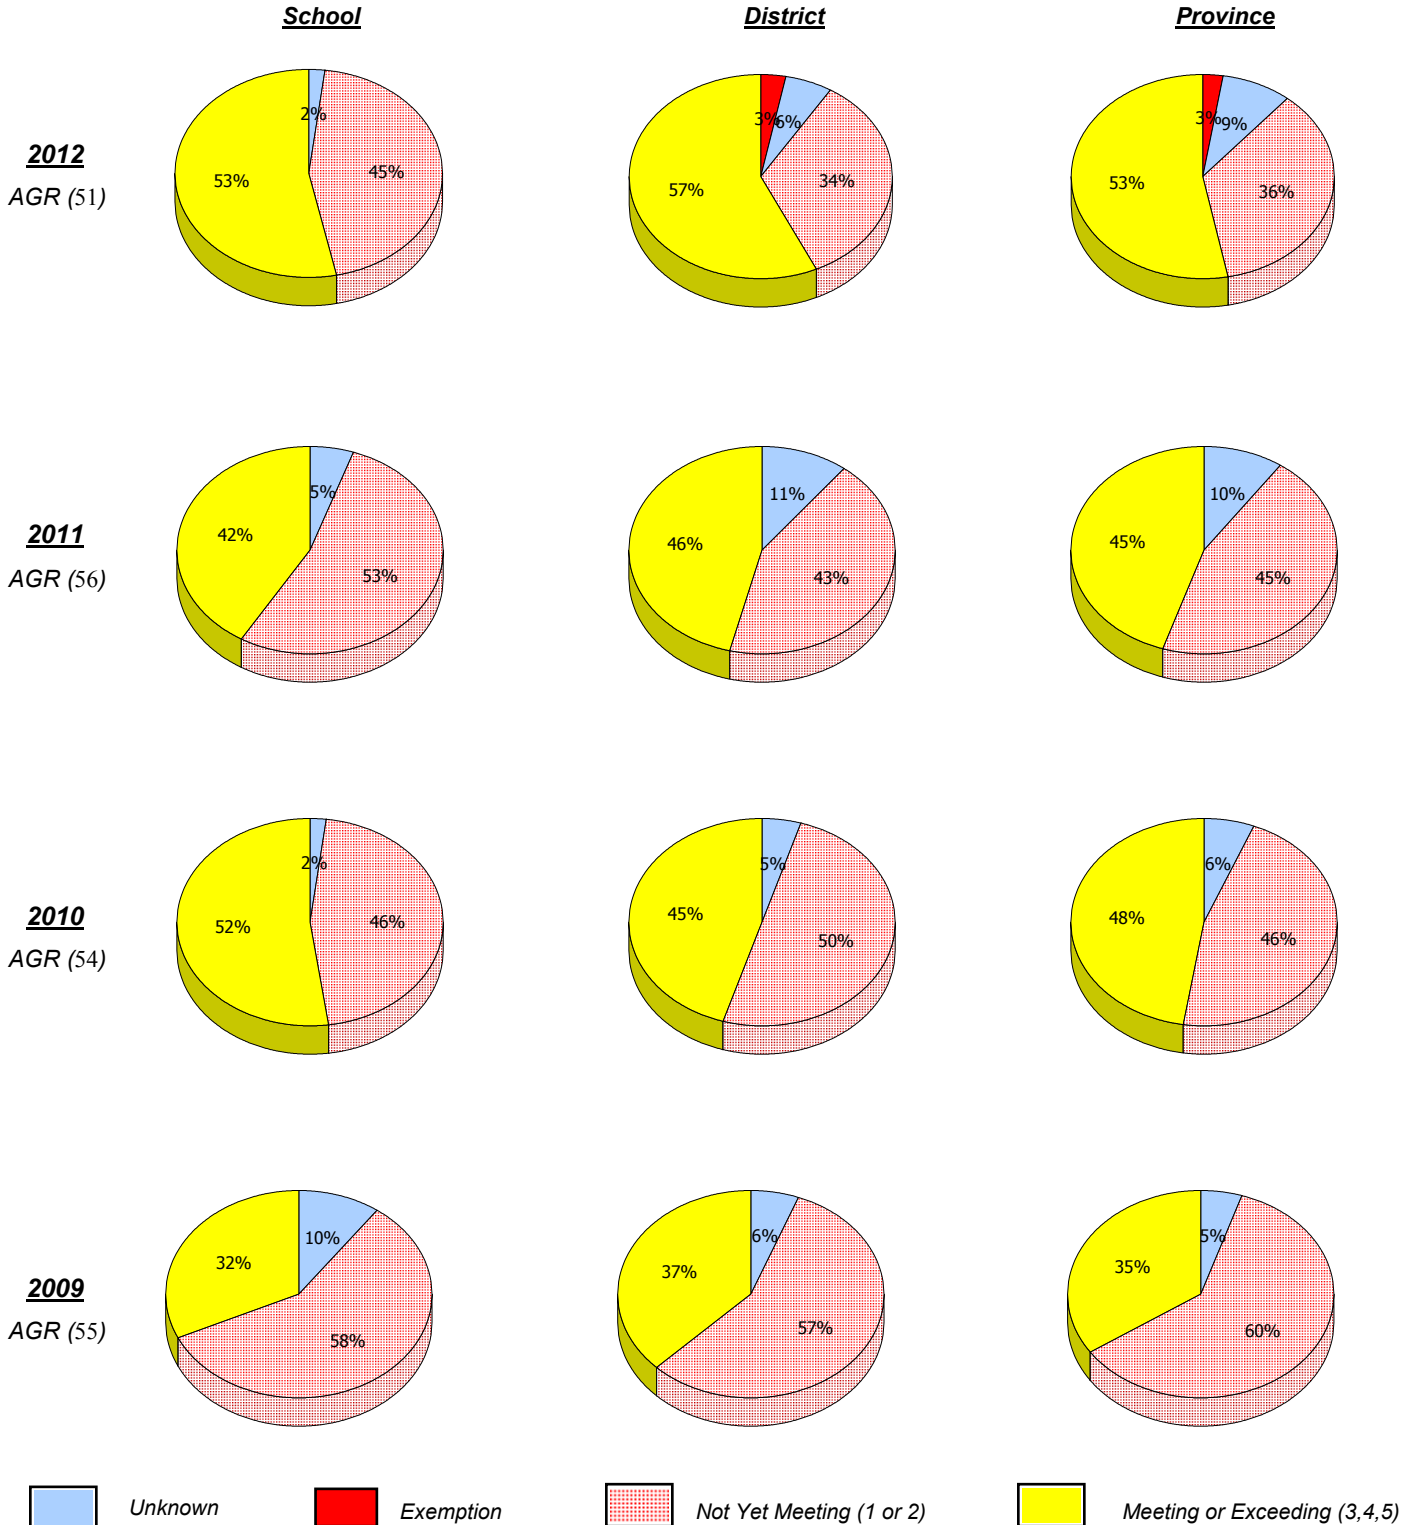 School District Province
2012
AGR (51)
2% 45% 53%
3% 6% 34% 57%
3% 9% 36% 53%
2011
AGR (56)
5% 53% 42%
11% 43% 46%
10% 45% 45%
2010
AGR (54)
2% 46% 52%
5% 50% 45%
6% 46% 48%
2009
AGR (55)
10% 58% 32%
6% 57% 37%
5% 60% 35%
Unknown Exemption Not Yet Meeting (1 or 2) Meeting or Exceeding (3,4,5)